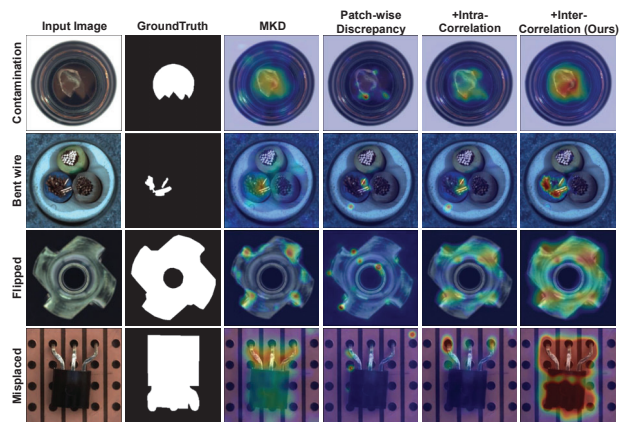 Input Image
GroundTruth
MKD
Patch-wise
Discrepancy
+Intra-
Correlation
+Inter-
Correlation (Ours)
Contamination
Bent wire
Flipped
Misplaced